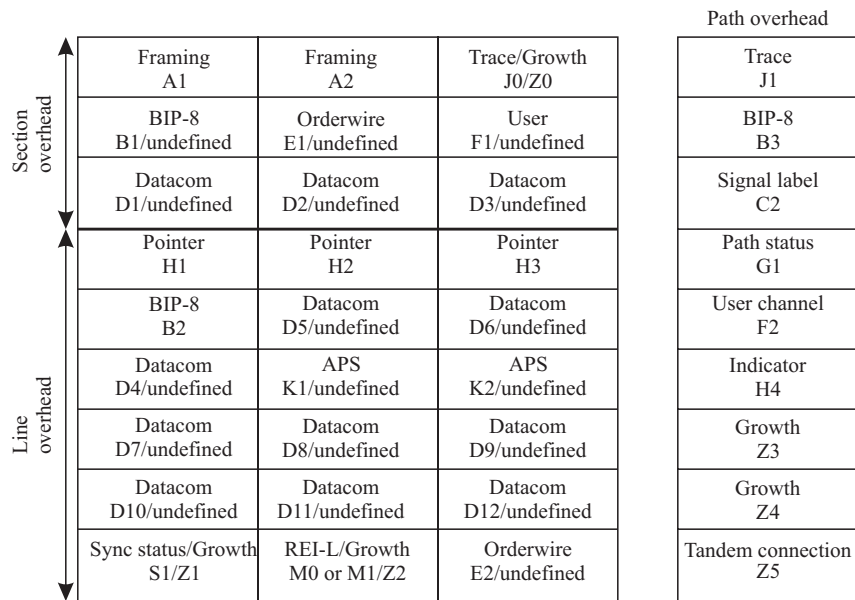 Path overhead
Framing
A1
Framing
A2
Trace/Growth
J0/Z0
Trace
J1
BIP-8
B1/undefined
Orderwire
E1/undefined
User
F1/undefined
BIP-8
B3
Datacom
D1/undefined
Datacom
D2/undefined
Datacom
D3/undefined
Signal label
C2
Section
overhead
Pointer
H1
Pointer
H2
Pointer
H3
Path status
G1
BIP-8
B2
Datacom
D5/undefined
Datacom
D6/undefined
User channel
F2
Datacom
D4/undefined
APS
K1/undefined
APS
K2/undefined
Indicator
H4
Datacom
D7/undefined
Datacom
D8/undefined
Datacom
D9/undefined
Growth
Z3
Datacom
D10/undefined
Datacom
D11/undefined
Datacom
D12/undefined
Growth
Z4
Sync status/Growth
S1/Z1
REI-L/Growth
M0 or M1/Z2
Orderwire
E2/undefined
Tandem connection
Z5
Line
overhead